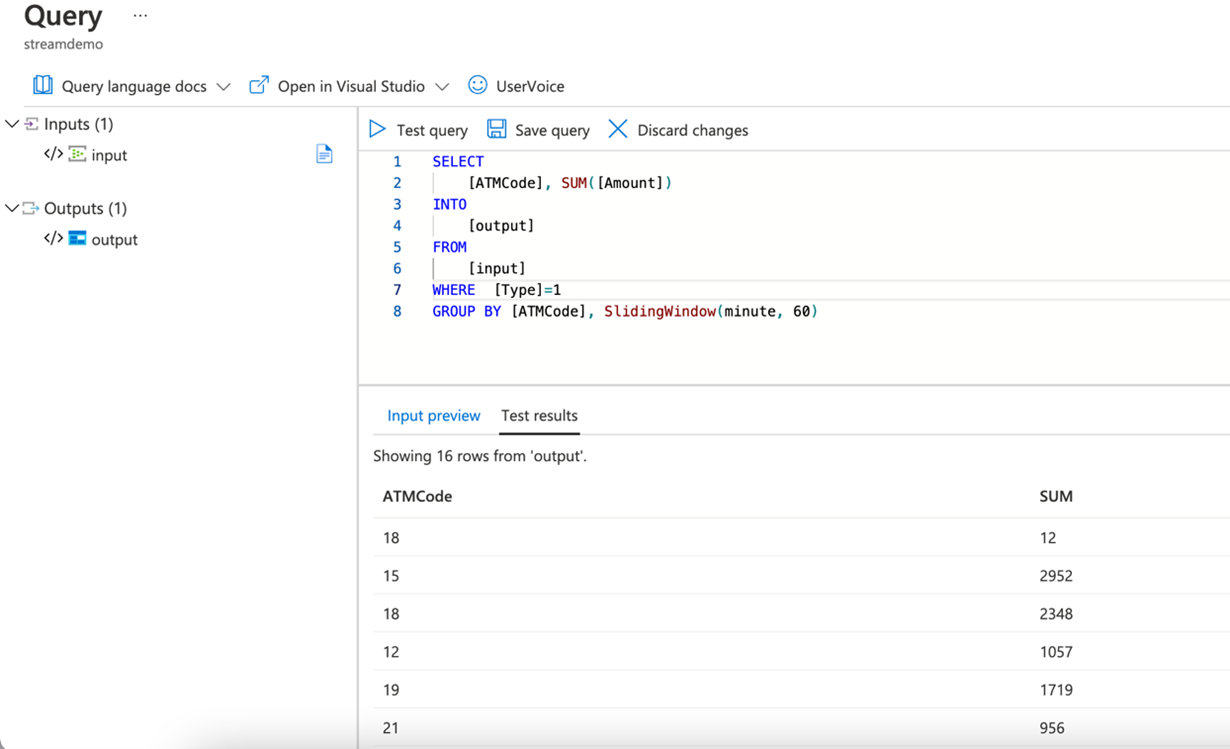 Query ...
streamdemo
Query language docs Open in Visual Studio UserVoice
Inputs (1)
</> input
Outputs (1)
</> output
Test query Save query Discard changes
1 SELECT
2 [ATMCode], SUM([Amount])
3 INTO
4 [output]
5 FROM
6 [input]
7 WHERE [Type]=1
8 GROUP BY [ATMCode], SlidingWindow(minute, 60)
Input preview Test results
Showing 16 rows from 'output'.
ATMCode SUM
18 12
15 2952
18 2348
12 1057
19 1719
21 956